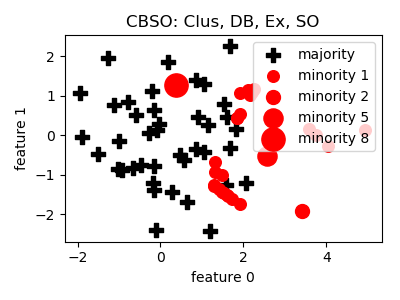 CBSO: Clus, DB, Ex, SO
majority
minority 1
minority 2
minority 5
minority 8
feature 1
2
1
0
−1
−2
−2
0
2
4
feature 0